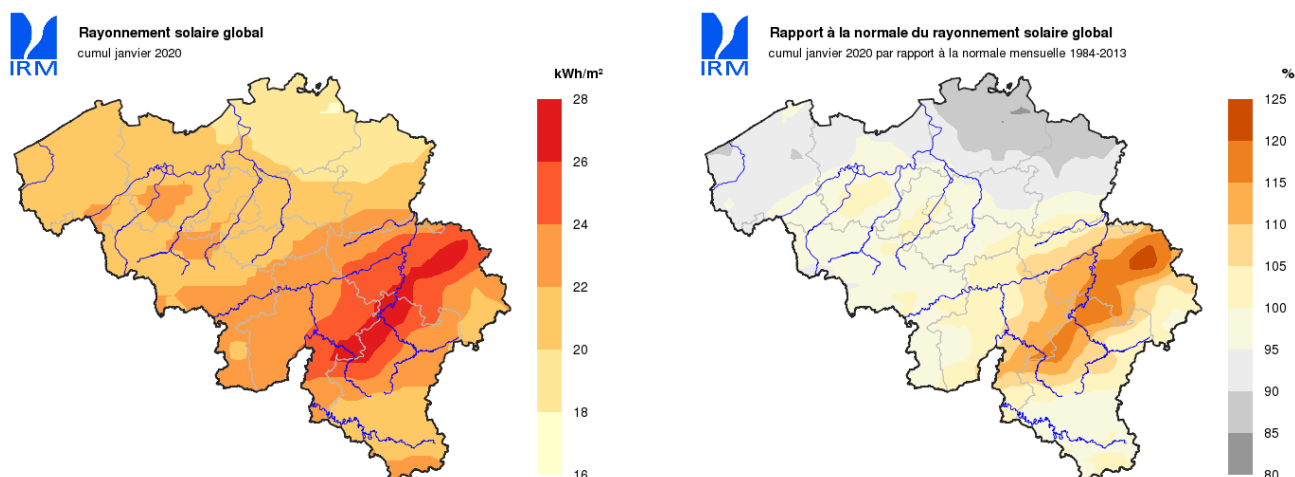 IRM
Rayonnement solaire global
cumul janvier 2020
kWh/m²
28
26
24
22
20
18
16
IRM
Rapport à la normale du rayonnement solaire global
cumul janvier 2020 par rapport à la normale mensuelle 1984-2013
%
125
120
115
110
105
100
95
90
85
80